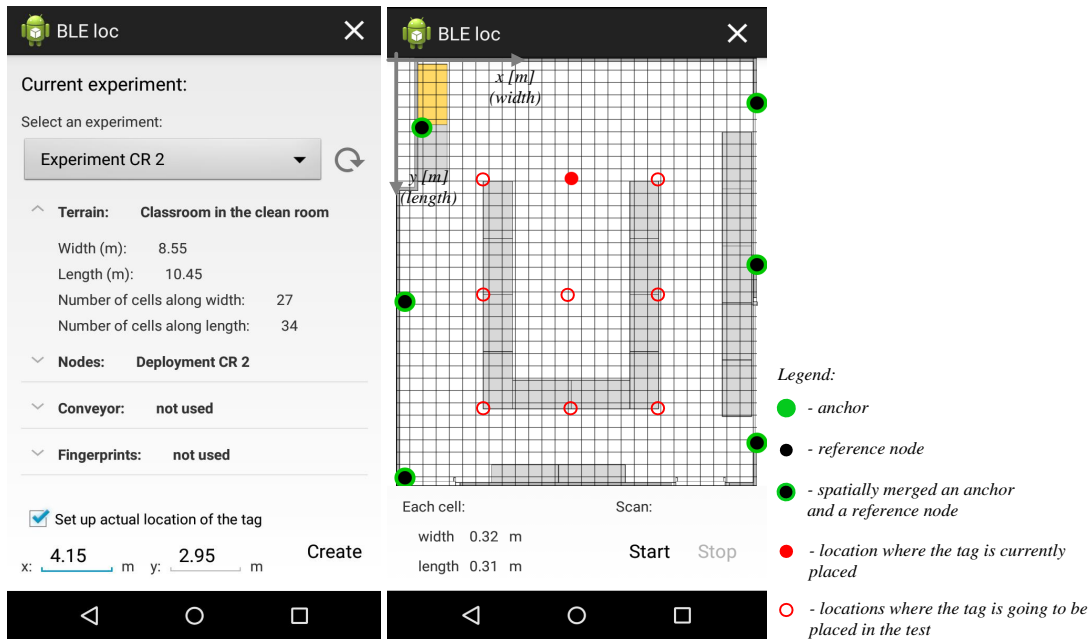 BLE loc
Current experiment:
Select an experiment:
Experiment CR 2
Terrain: Classroom in the clean room
Width (m): 8.55
Length (m): 10.45
Number of cells along width: 27
Number of cells along length: 34
Nodes: Deployment CR 2
Conveyor: not used
Fingerprints: not used
Set up actual location of the tag
x: 4.15 m y: 2.95 m Create
BLE loc
x [m]
(width)
y [m]
(length)
Each cell: Scan:
width 0.32 m
length 0.31 m
Start Stop
Legend:
- anchor
- reference node
- spatially merged an anchor
and a reference node
- location where the tag is currently
placed
- locations where the tag is going to be
placed in the test